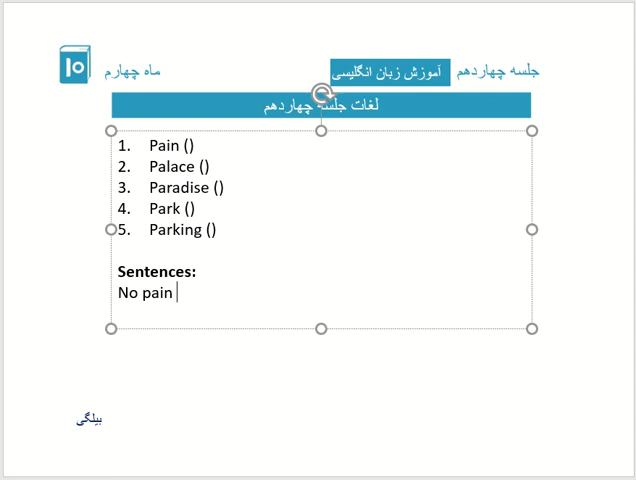 جلسه چهاردهم آموزش زبان انگلیسی ماه چهارم
لغات جلسه چهاردهم
1. Pain ()
2. Palace ()
3. Paradise ()
4. Park ()
5. Parking ()
Sentences:
No pain
بیلگی